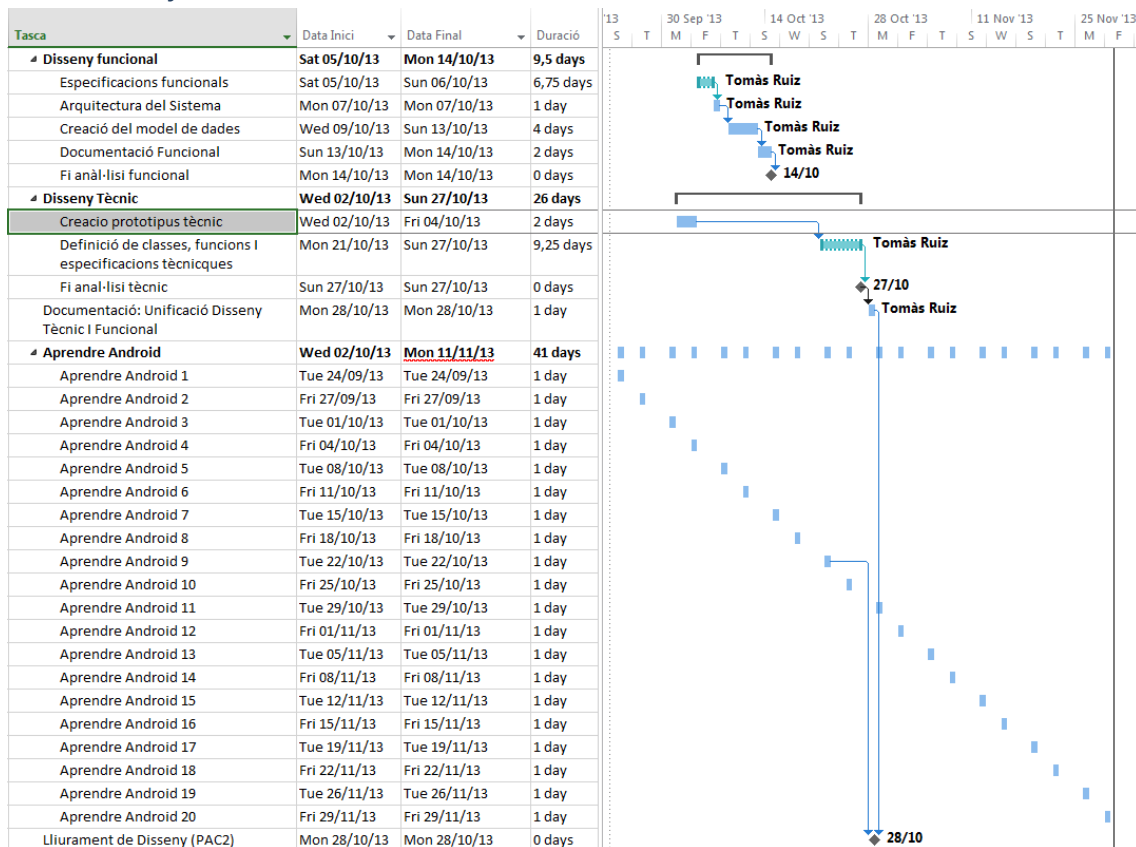 '13 30 Sep '13 14 Oct '13 28 Oct '13 11 Nov '13 25 Nov '13
Tasca Data Inici Data Final Duració S T M F T S W S T M F T S W S T M F
Disseny funcional Sat 05/10/13 Mon 14/10/13 9,5 days
Especificacions funcionals Sat 05/10/13 Sun 06/10/13 6,75 days Tomàs Ruiz
Arquitectura del Sistema Mon 07/10/13 Mon 07/10/13 1 day Tomàs Ruiz
Creació del model de dades Wed 09/10/13 Sun 13/10/13 4 days Tomàs Ruiz
Documentació Funcional Sun 13/10/13 Mon 14/10/13 2 days Tomàs Ruiz
Fi anàl·lisi funcional Mon 14/10/13 Mon 14/10/13 0 days 14/10
Disseny Tècnic Wed 02/10/13 Sun 27/10/13 26 days
Creacio prototipus tècnic Wed 02/10/13 Fri 04/10/13 2 days
Definició de classes, funcions I Mon 21/10/13 Sun 27/10/13 9,25 days Tomàs Ruiz
especificacions tècnicques
Fi anal·lisi tècnic Sun 27/10/13 Sun 27/10/13 0 days 27/10
Documentació: Unificació Disseny Mon 28/10/13 Mon 28/10/13 1 day Tomàs Ruiz
Tècnic I Funcional
Aprendre Android Wed 02/10/13 Mon 11/11/13 41 days
Aprendre Android 1 Tue 24/09/13 Tue 24/09/13 1 day
Aprendre Android 2 Fri 27/09/13 Fri 27/09/13 1 day
Aprendre Android 3 Tue 01/10/13 Tue 01/10/13 1 day
Aprendre Android 4 Fri 04/10/13 Fri 04/10/13 1 day
Aprendre Android 5 Tue 08/10/13 Tue 08/10/13 1 day
Aprendre Android 6 Fri 11/10/13 Fri 11/10/13 1 day
Aprendre Android 7 Tue 15/10/13 Tue 15/10/13 1 day
Aprendre Android 8 Fri 18/10/13 Fri 18/10/13 1 day
Aprendre Android 9 Tue 22/10/13 Tue 22/10/13 1 day
Aprendre Android 10 Fri 25/10/13 Fri 25/10/13 1 day
Aprendre Android 11 Tue 29/10/13 Tue 29/10/13 1 day
Aprendre Android 12 Fri 01/11/13 Fri 01/11/13 1 day
Aprendre Android 13 Tue 05/11/13 Tue 05/11/13 1 day
Aprendre Android 14 Fri 08/11/13 Fri 08/11/13 1 day
Aprendre Android 15 Tue 12/11/13 Tue 12/11/13 1 day
Aprendre Android 16 Fri 15/11/13 Fri 15/11/13 1 day
Aprendre Android 17 Tue 19/11/13 Tue 19/11/13 1 day
Aprendre Android 18 Fri 22/11/13 Fri 22/11/13 1 day
Aprendre Android 19 Tue 26/11/13 Tue 26/11/13 1 day
Aprendre Android 20 Fri 29/11/13 Fri 29/11/13 1 day
Lliurament de Disseny (PAC2) Mon 28/10/13 Mon 28/10/13 0 days 28/10